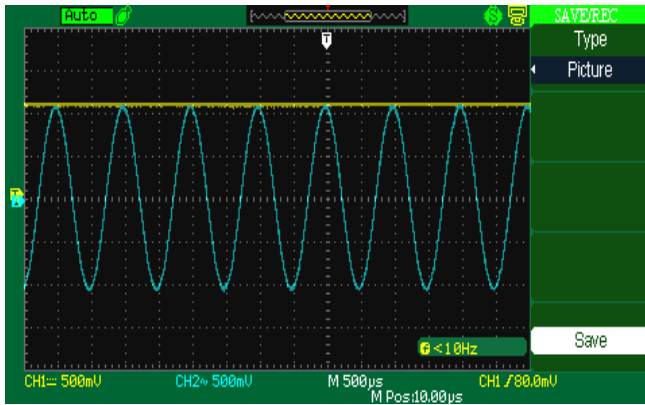 Auto
SAVE/REC
T
Type
Picture
S
T
f <10Hz
Save
CH1 500mV CH2~ 500mV M 500µs CH1 / 80.0mV
M Pos:10.00µs